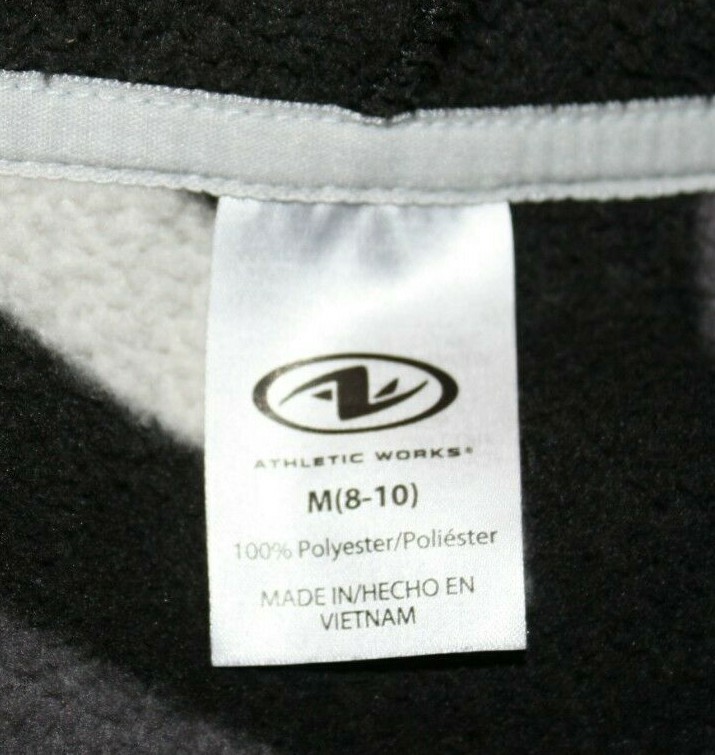 ATHLETIC WORKS®
M(8-10)
100% Polyester/Poliéster
MADE IN/HECHO EN
VIETNAM